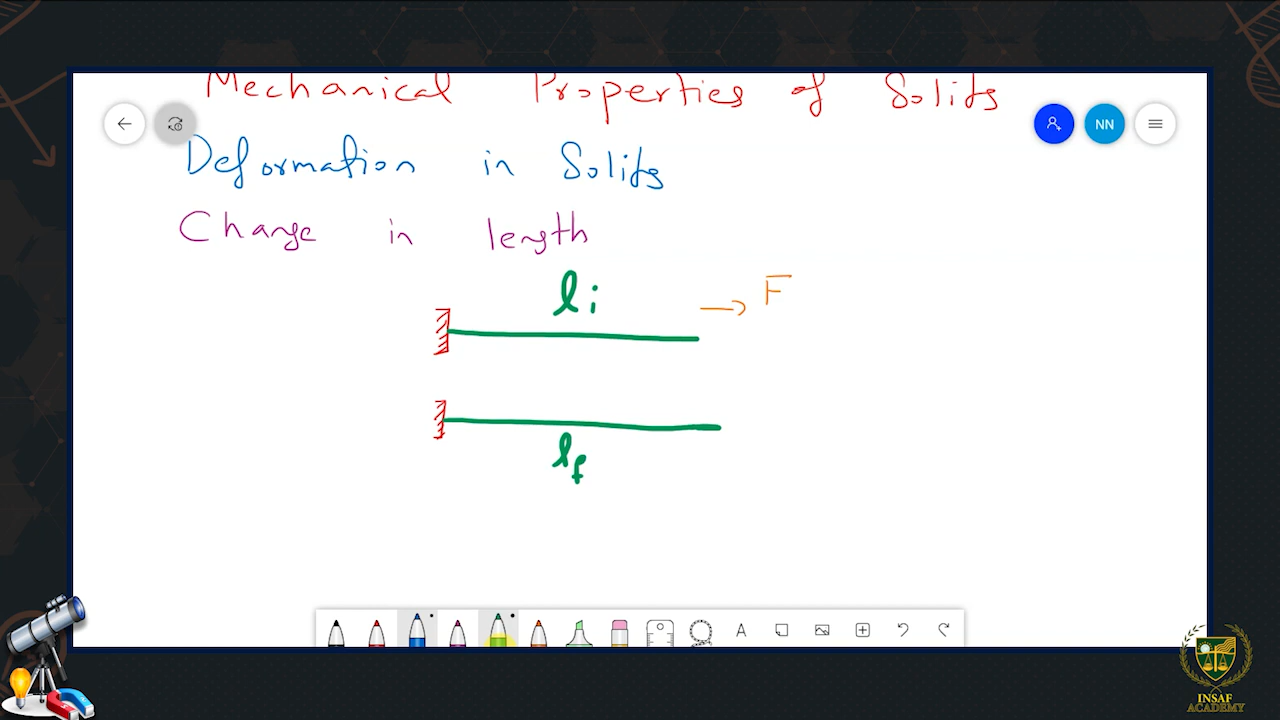 Mechanical Properties of Solids
NN
Deformation in Solids
Change in length
li
F
lf
A
INSAF
ACADEMY